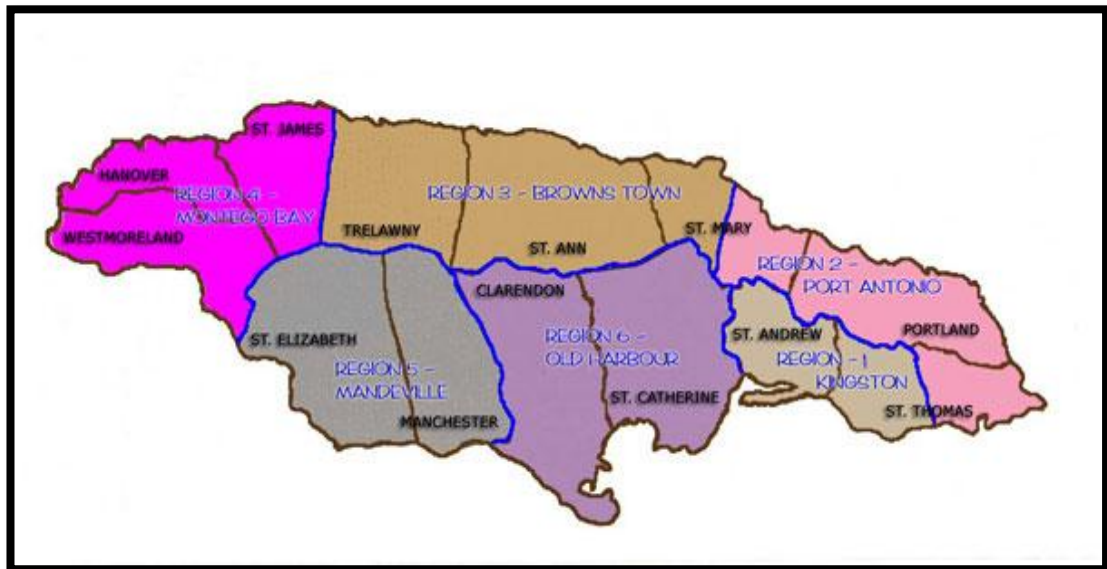 ST. JAMES
HANOVER
REGION 4 -
MONTEGO BAY
WESTMORELAND
TRELAWNY
REGION 3 - BROWNS TOWN
ST. ANN
ST. MARY
REGION 2 -
PORT ANTONIO
PORTLAND
ST. ELIZABETH
REGION 5 -
MANDEVILLE
MANCHESTER
CLARENDON
REGION 6 -
OLD HARBOUR
ST. CATHERINE
ST. ANDREW
REGION -1
KINGSTON
ST. THOMAS